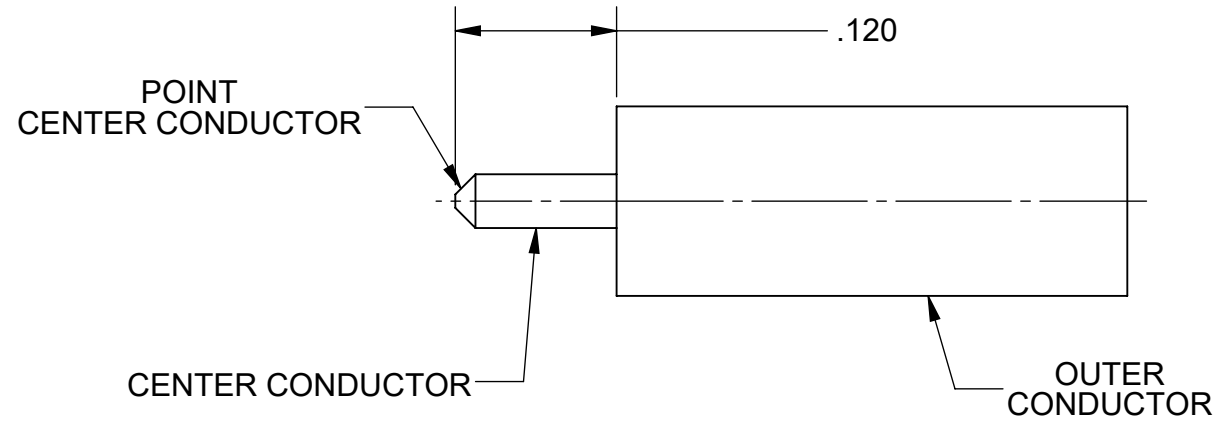 .120
POINT
CENTER CONDUCTOR
CENTER CONDUCTOR
OUTER
CONDUCTOR